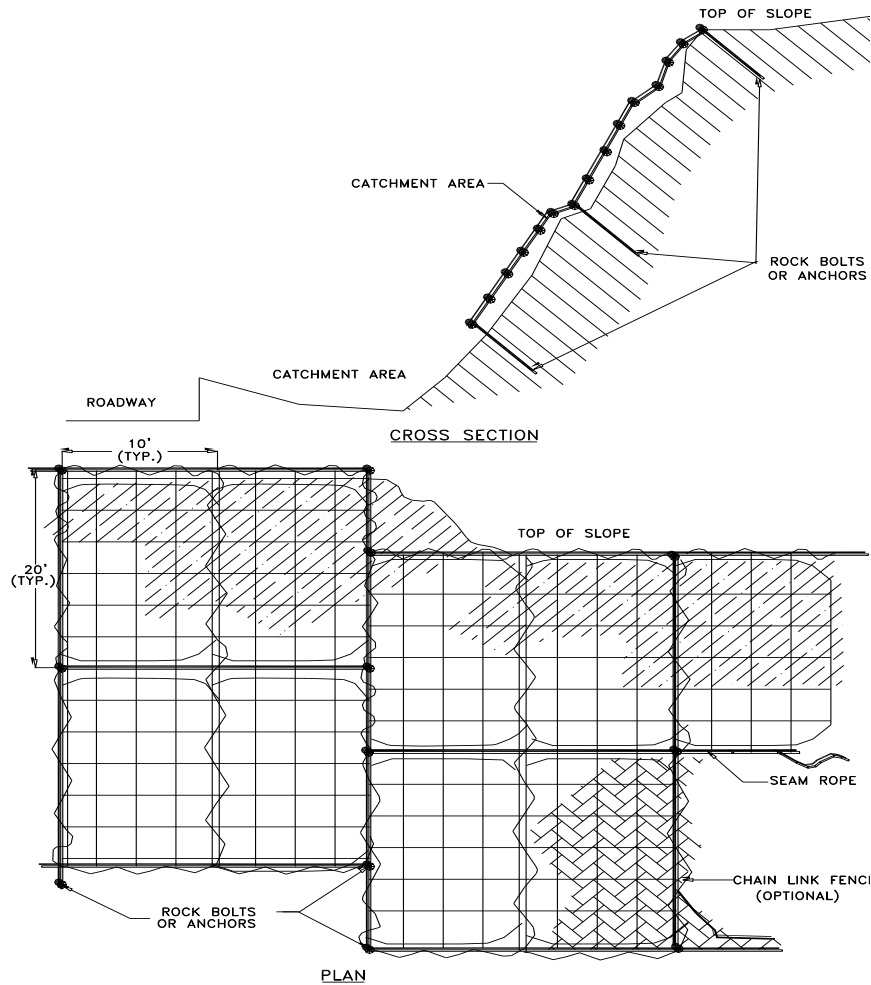 TOP OF SLOPE
CATCHMENT AREA
ROCK BOLTS
OR ANCHORS
CATCHMENT AREA
ROADWAY
CROSS SECTION
10'
(TYP.)
TOP OF SLOPE
20'
(TYP.)
SEAM ROPE
CHAIN LINK FENC
(OPTIONAL)
ROCK BOLTS
OR ANCHORS
PLAN